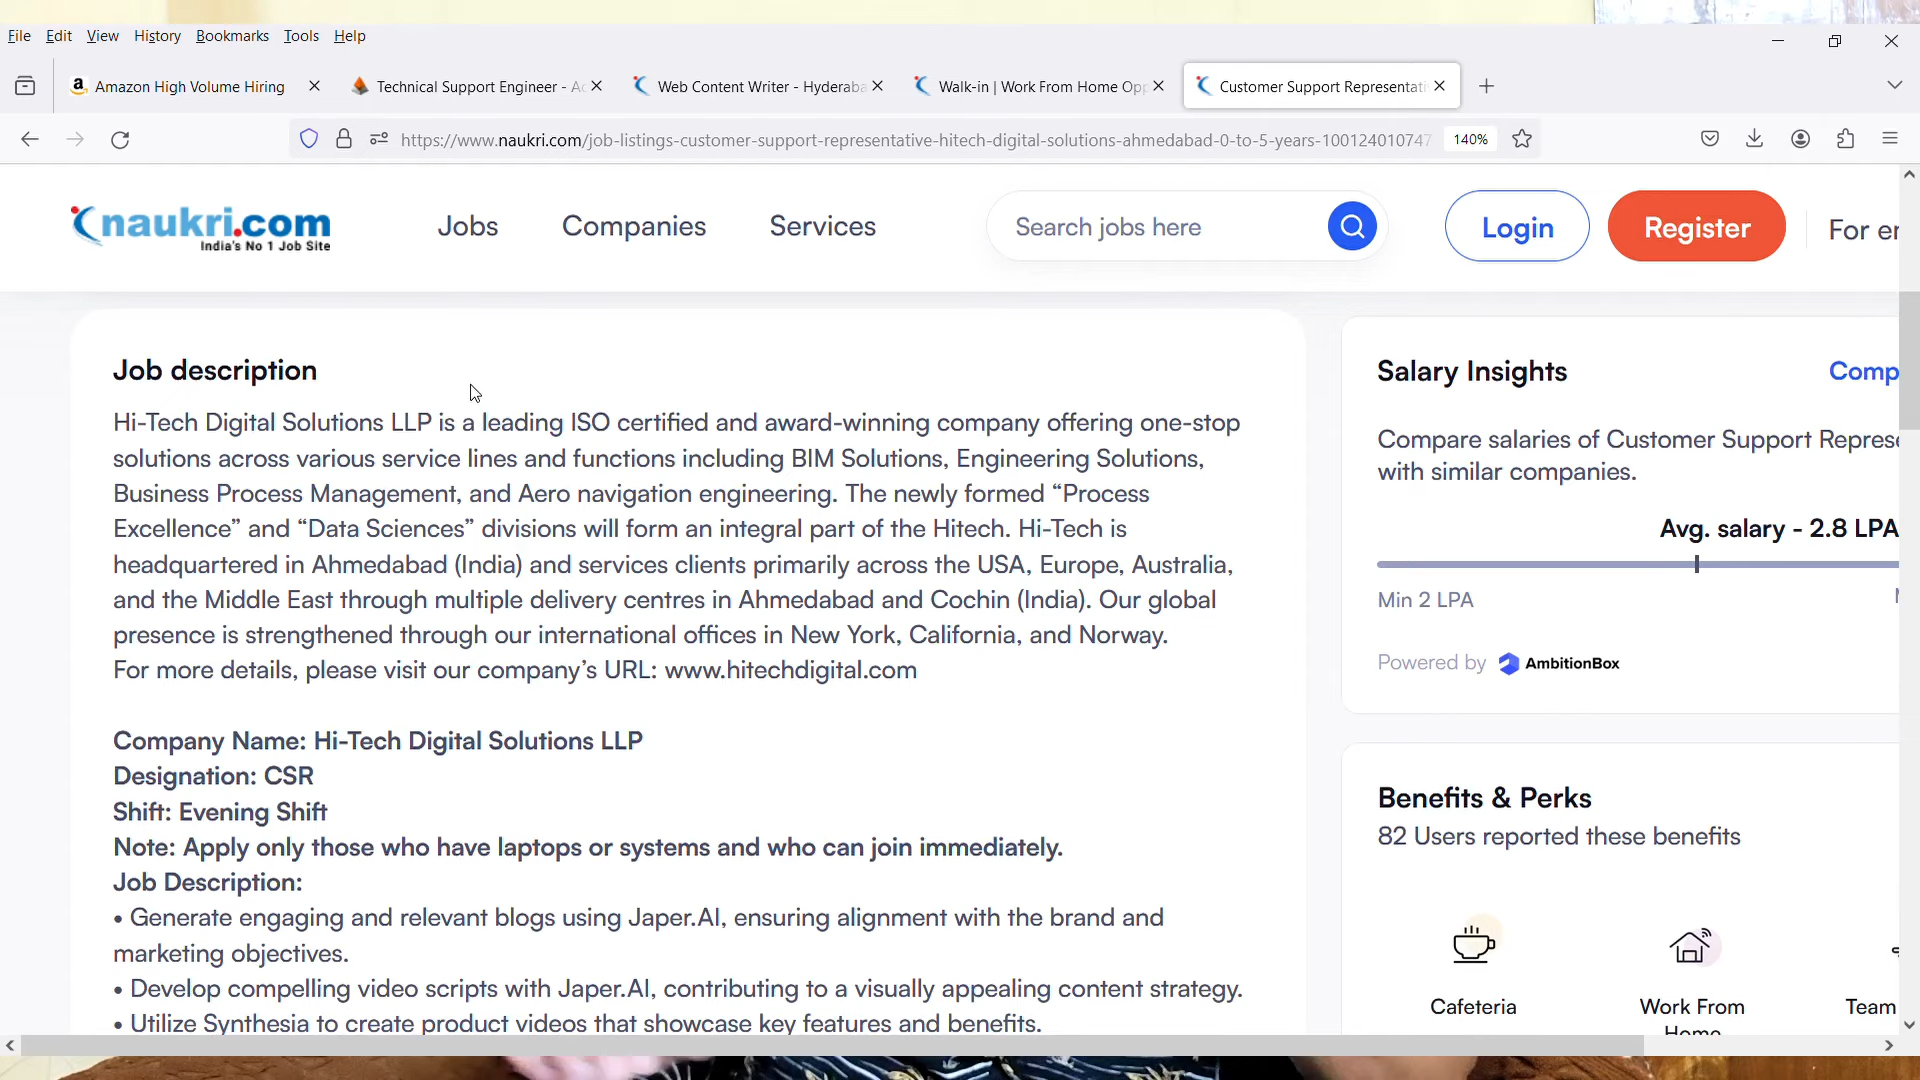 File Edit View History Bookmarks Tools Help
Amazon High Volume Hiring
Technical Support Engineer - Ac
Web Content Writer - Hyderaba
Walk-in | Work From Home Opp
Customer Support Representati
https://www.naukri.com/job-listings-customer-support-representative-hitech-digital-solutions-ahmedabad-0-to-5-years-100124010747
140%
naukri.com
India's No 1 Job Site
Jobs
Companies
Services
Search jobs here
Login
Register
For er
Job description
Hi-Tech Digital Solutions LLP is a leading ISO certified and award-winning company offering one-stop
solutions across various service lines and functions including BIM Solutions, Engineering Solutions,
Business Process Management, and Aero navigation engineering. The newly formed “Process
Excellence” and “Data Sciences” divisions will form an integral part of the Hitech. Hi-Tech is
headquartered in Ahmedabad (India) and services clients primarily across the USA, Europe, Australia,
and the Middle East through multiple delivery centres in Ahmedabad and Cochin (India). Our global
presence is strengthened through our international offices in New York, California, and Norway.
For more details, please visit our company’s URL: www.hitechdigital.com
Company Name: Hi-Tech Digital Solutions LLP
Designation: CSR
Shift: Evening Shift
Note: Apply only those who have laptops or systems and who can join immediately.
Job Description:
• Generate engaging and relevant blogs using Japer.AI, ensuring alignment with the brand and
marketing objectives.
• Develop compelling video scripts with Japer.AI, contributing to a visually appealing content strategy.
• Utilize Synthesia to create product videos that showcase key features and benefits.
Salary Insights
Comp
Compare salaries of Customer Support Represe
with similar companies.
Avg. salary - 2.8 LPA
Min 2 LPA
Powered by AmbitionBox
Benefits & Perks
82 Users reported these benefits
Cafeteria
Work From
Home
Team